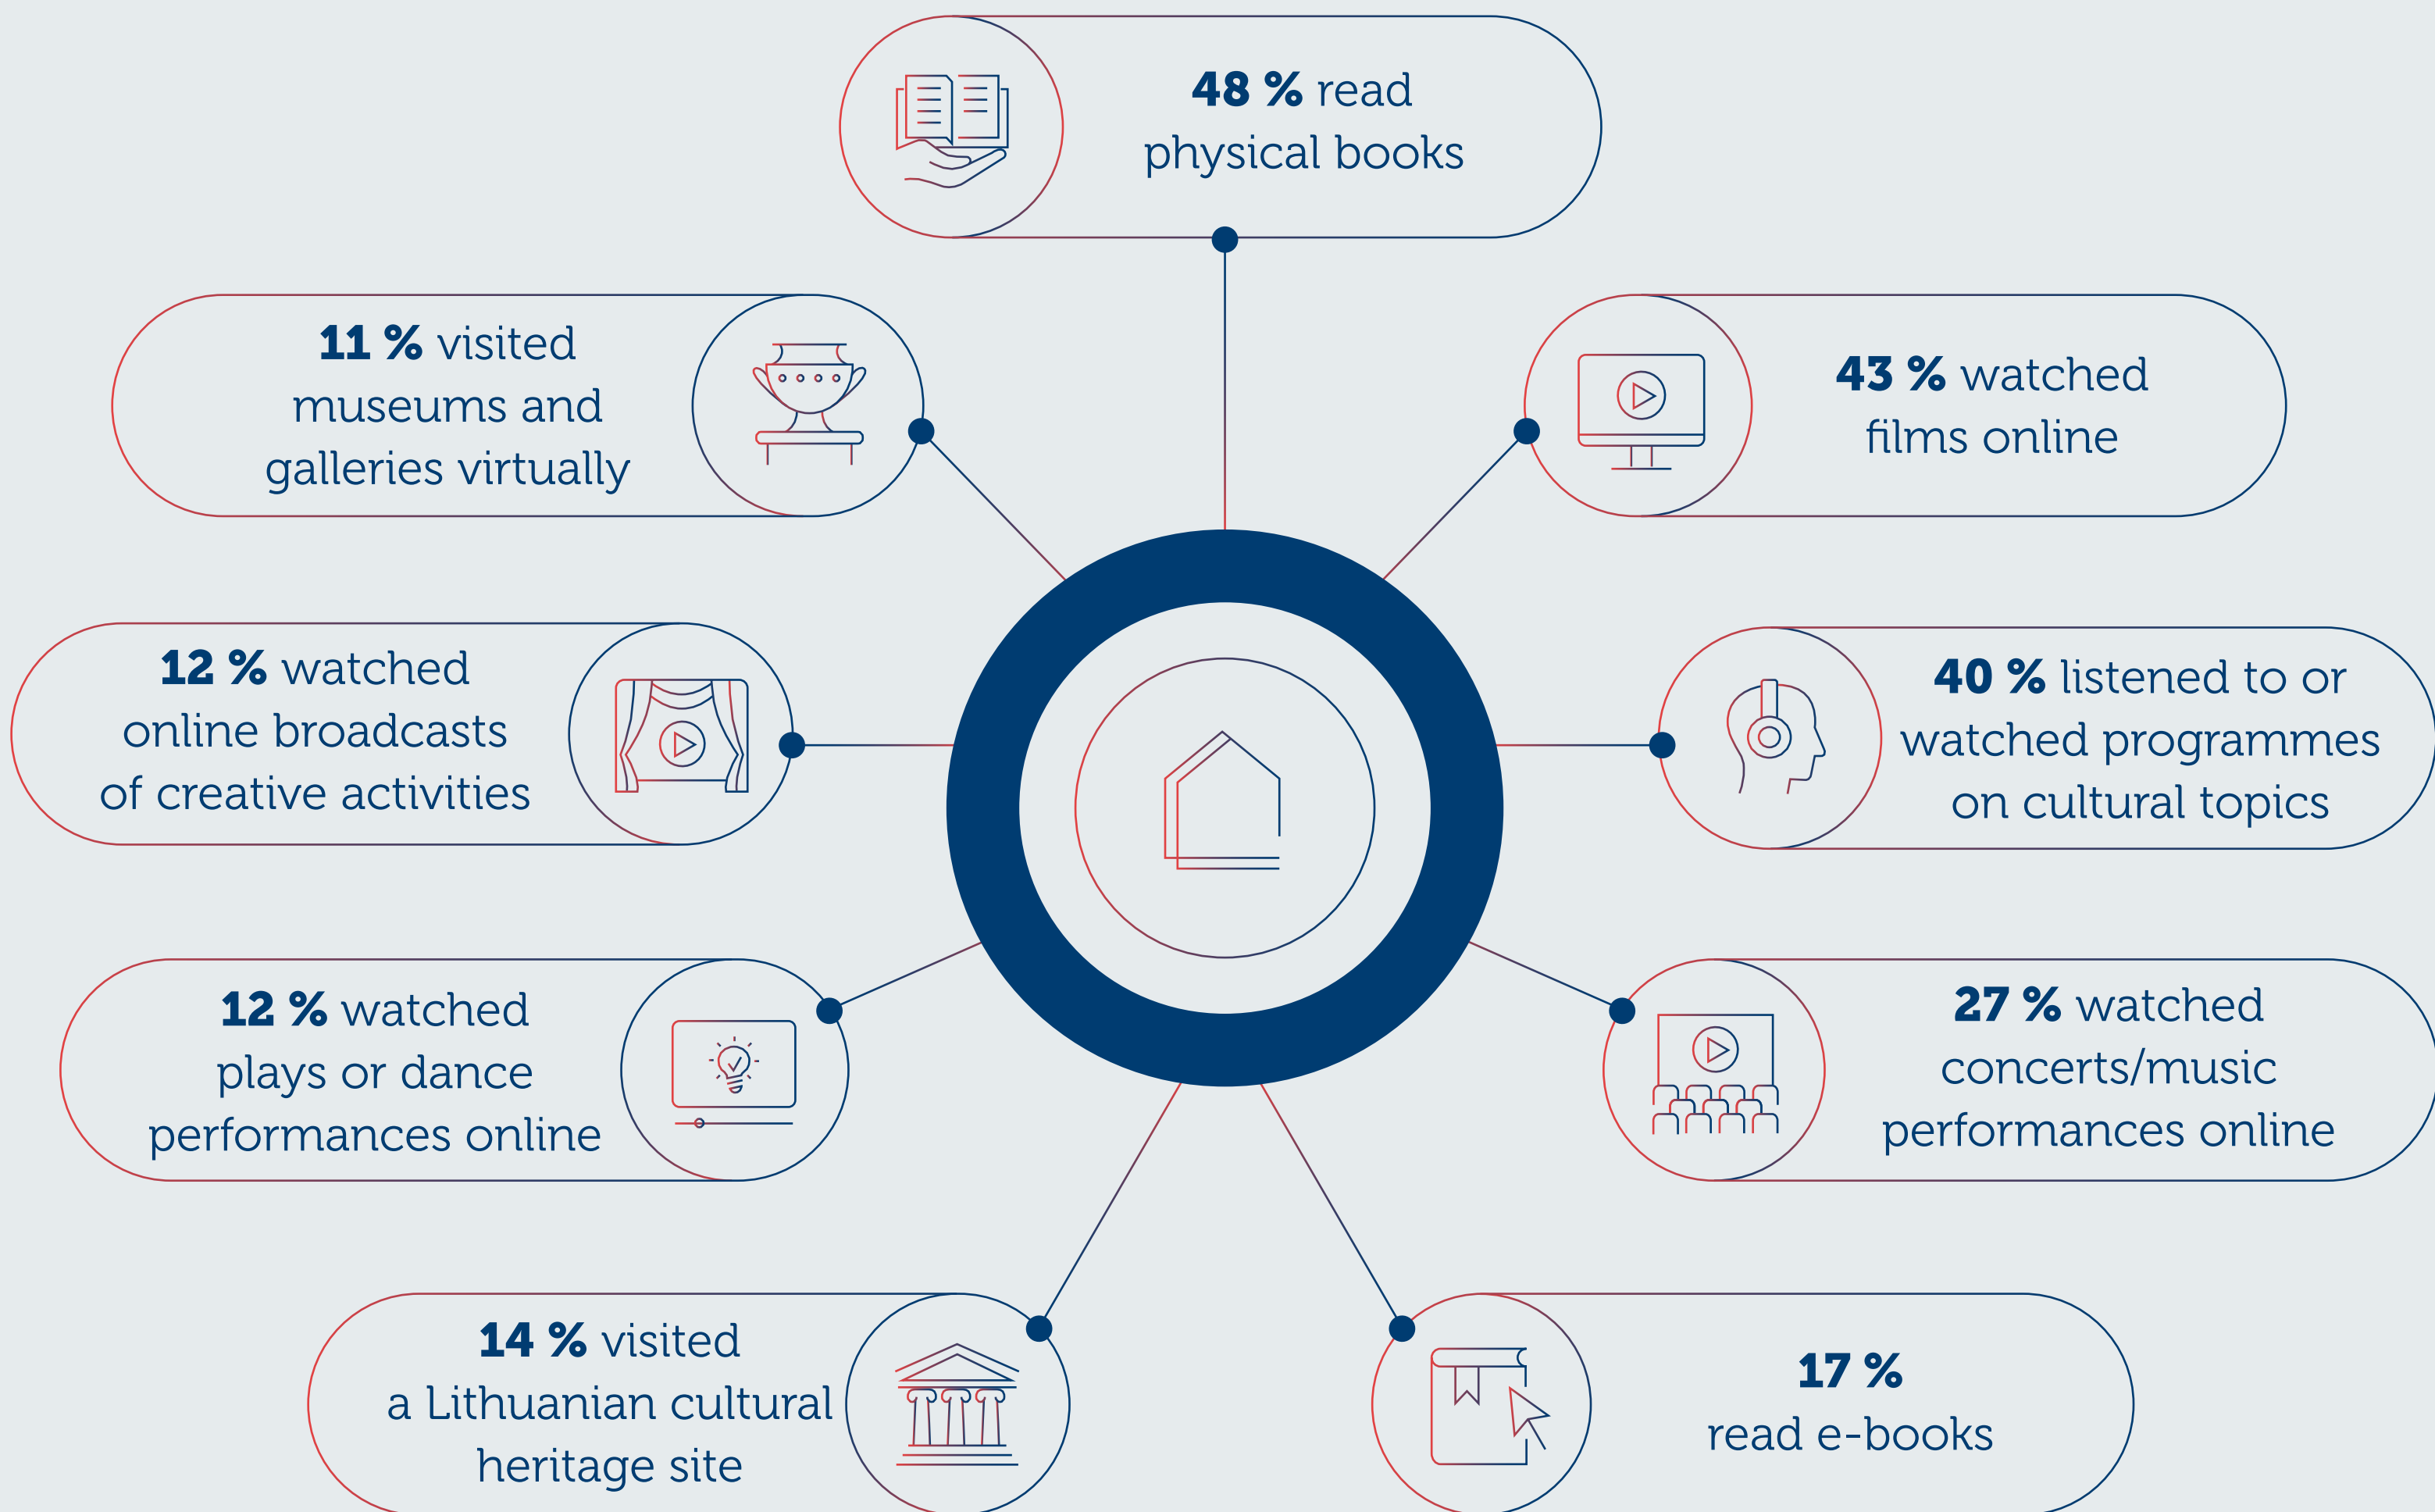 48 % read
physical books
43 % watched
films online
40 % listened to or
watched programmes
on cultural topics
27 % watched
concerts/music
performances online
17 %
read e-books
14 % visited
a Lithuanian cultural
heritage site
12 % watched
plays or dance
performances online
12 % watched
online broadcasts
of creative activities
11 % visited
museums and
galleries virtually